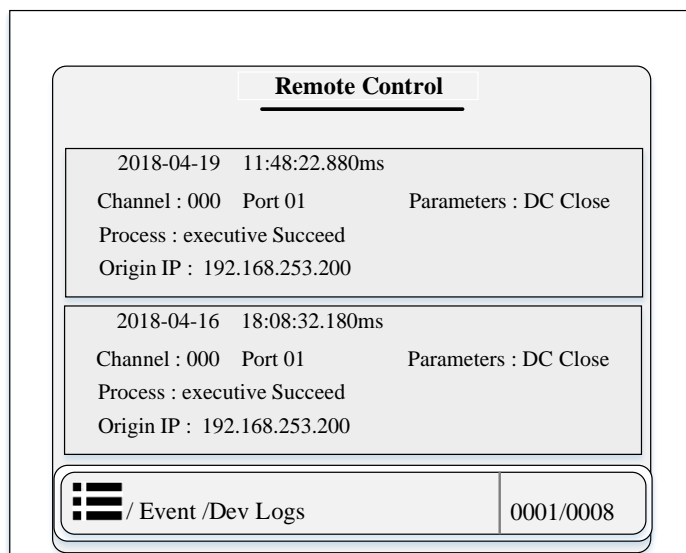 Remote Control
2018-04-19 11:48:22.880ms
Channel : 000 Port 01 Parameters : DC Close
Process : executive Succeed
Origin IP : 192.168.253.200
2018-04-16 18:08:32.180ms
Channel : 000 Port 01 Parameters : DC Close
Process : executive Succeed
Origin IP : 192.168.253.200
/ Event /Dev Logs 0001/0008